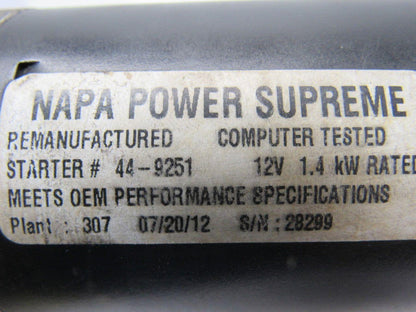 NAPA POWER SUPREME
REMANUFACTURED COMPUTER TESTED
STARTER # 44-9251 12V 1.4 kW RATED
MEETS OEM PERFORMANCE SPECIFICATIONS
Plant : 307 07/20/12 S/N : 28299